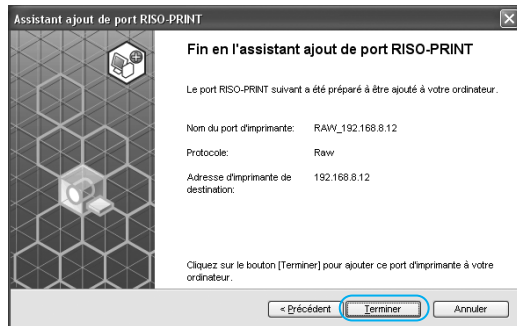 Assistant ajout de port RISO-PRINT
Fin en l'assistant ajout de port RISO-PRINT
Le port RISO-PRINT suivant a été préparé à être ajouté à votre ordinateur.
Nom du port d'imprimante: RAW_192.168.8.12
Protocole: Raw
Adresse d'imprimante de destination: 192.168.8.12
Cliquez sur le bouton [Terminer] pour ajouter ce port d'imprimante à votre
ordinateur.
< Précédent Terminer Annuler